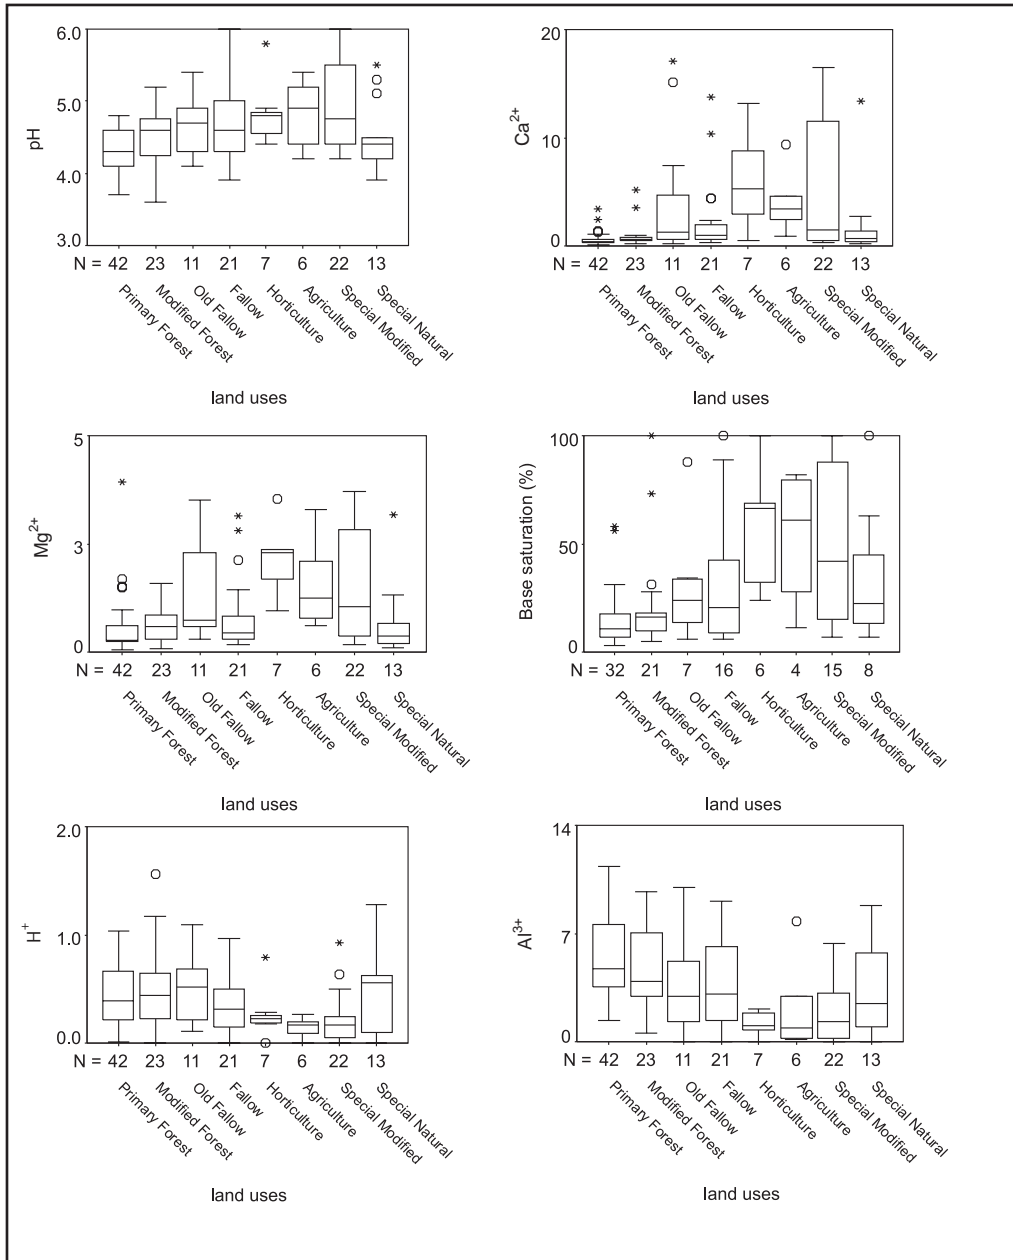 6.0
5.0
4.0
3.0
pH
N = 42 23 11 21 7 6 22 13
Primary Forest
Modified Forest
Old Fallow
Fallow
Horticulture
Agriculture
Special Modified
Special Natural
land uses
20
10
0
Ca2+
N = 42 23 11 21 7 6 22 13
Primary Forest
Modified Forest
Old Fallow
Fallow
Horticulture
Agriculture
Special Modified
Special Natural
land uses
5
3
0
Mg2+
N = 42 23 11 21 7 6 22 13
Primary Forest
Modified Forest
Old Fallow
Fallow
Horticulture
Agriculture
Special Modified
Special Natural
land uses
100
50
0
Base saturation (%)
N = 32 21 7 16 6 4 15 8
Primary Forest
Modified Forest
Old Fallow
Fallow
Horticulture
Agriculture
Special Modified
Special Natural
land uses
2.0
1.0
0.0
H+
N = 42 23 11 21 7 6 22 13
Primary Forest
Modified Forest
Old Fallow
Fallow
Horticulture
Agriculture
Special Modified
Special Natural
land uses
14
7
0
Al3+
N = 42 23 11 21 7 6 22 13
Primary Forest
Modified Forest
Old Fallow
Fallow
Horticulture
Agriculture
Special Modified
Special Natural
land uses